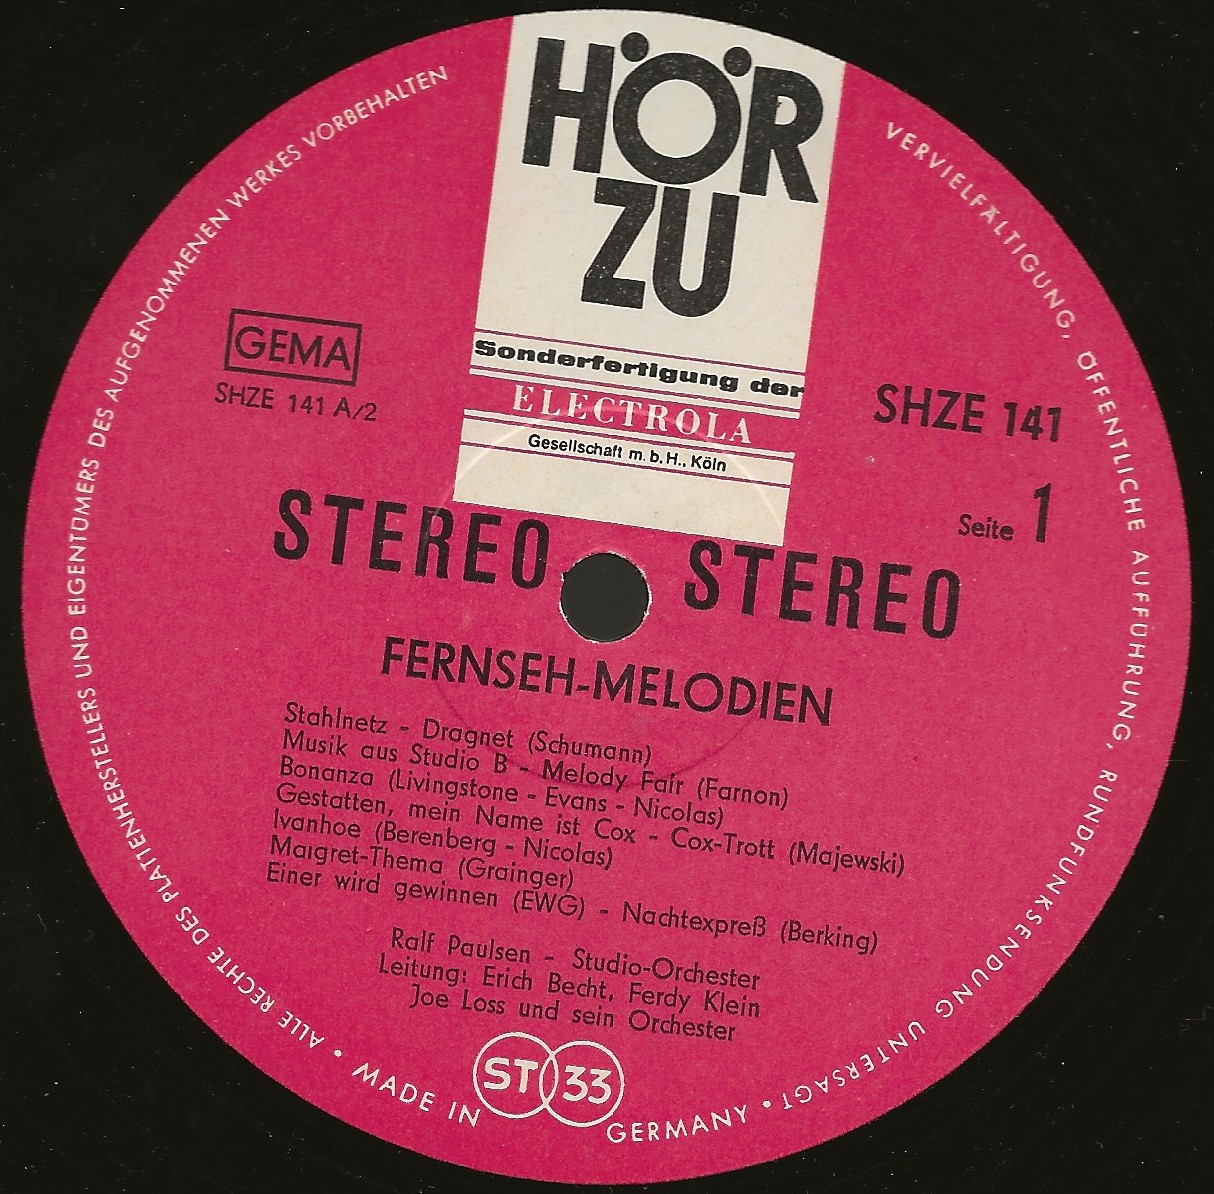 HÖR
ZU
Sonderfertigung der
ELECTROLA
Gesellschaft m.b.H., Köln
GEMA
SHZE 141 A/2
SHZE 141
Seite 1
STEREO STEREO
FERNSEH-MELODIEN
Stahlnetz - Dragnet (Schumann)
Musik aus Studio B - Melody Fair (Farnon)
Bonanza (Livingstone - Evans - Nicolas)
Gestatten, mein Name ist Cox - Cox-Trott (Majewski)
Ivanhoe (Berenberg - Nicolas)
Maigret-Thema (Grainger)
Einer wird gewinnen (EWG) - Nachtexpreß (Berking)
Ralf Paulsen - Studio-Orchester
Leitung: Erich Becht, Ferdy Klein
Joe Loss und sein Orchester
ST 33
MADE IN GERMANY
• ALLE RECHTE DES PLATTENHERSTELLERS UND EIGENTÜMERS DES AUFGENOMMENEN WERKES VORBEHALTEN
VERVIELFÄLTIGUNG, ÖFFENTLICHE AUFFÜHRUNG, RUNDFUNKSENDUNG UNTERSAGT •